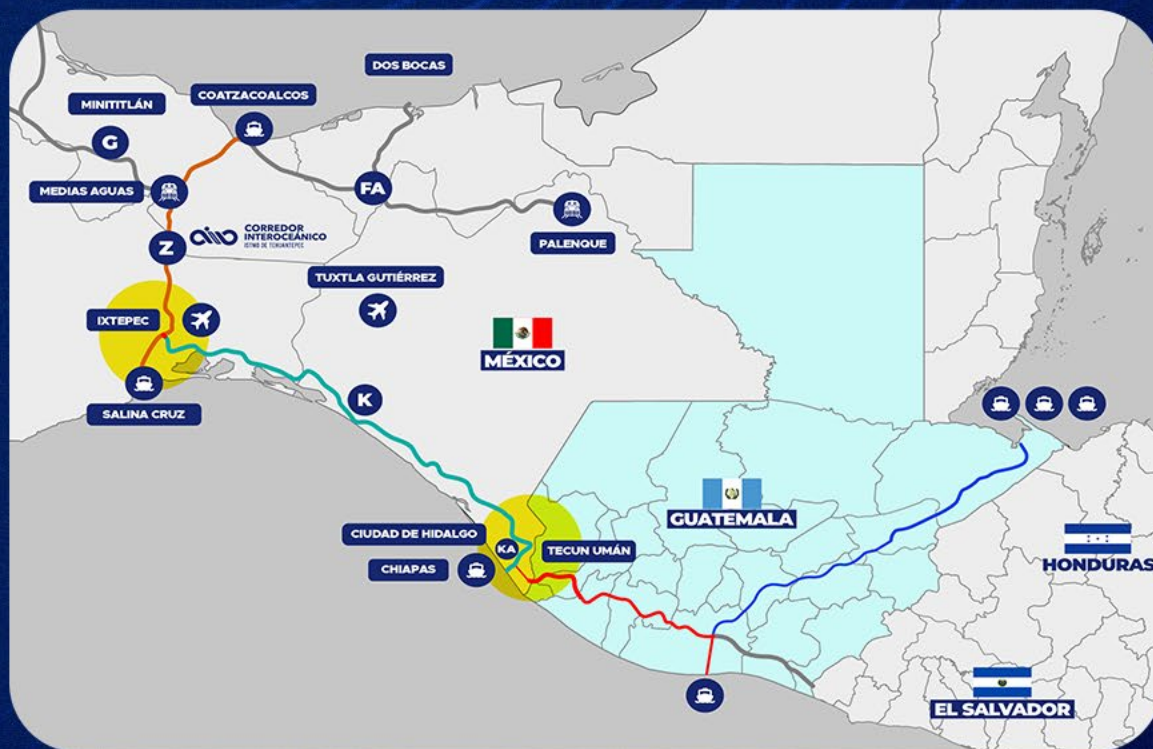 DOS BOCAS
COATZACOALCOS
MINITITLÁN
G
MEDIAS AGUAS
FA
Z
CORREDOR
INTEROCEÁNICO
ISTMO DE TEHUANTEPEC
PALENQUE
TUXTLA GUTIÉRREZ
IXTEPEC
MÉXICO
SALINA CRUZ
K
GUATEMALA
CIUDAD DE HIDALGO
KA
TECUN UMÁN
CHIAPAS
HONDURAS
EL SALVADOR